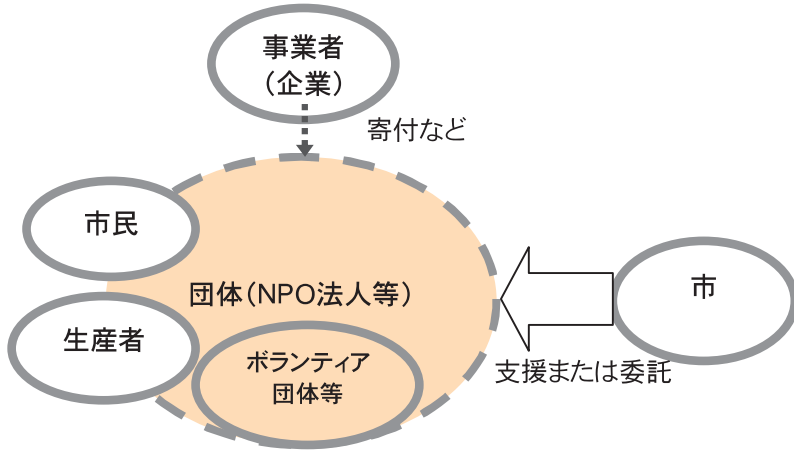 事業者
（企業）
寄付など
市民
団体（NPO法人等）
市
生産者
ボランティア
団体等
支援または委託